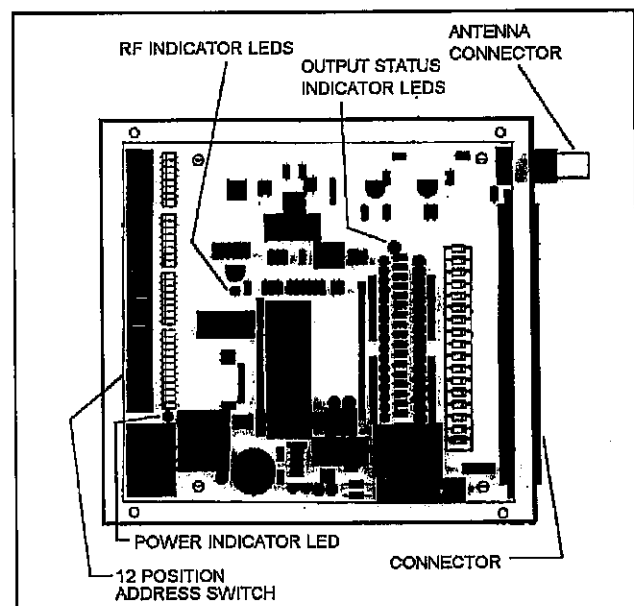 RF INDICATOR LEDS
OUTPUT STATUS
INDICATOR LEDS
ANTENNA
CONNECTOR
POWER INDICATOR LED
12 POSITION
ADDRESS SWITCH
CONNECTOR